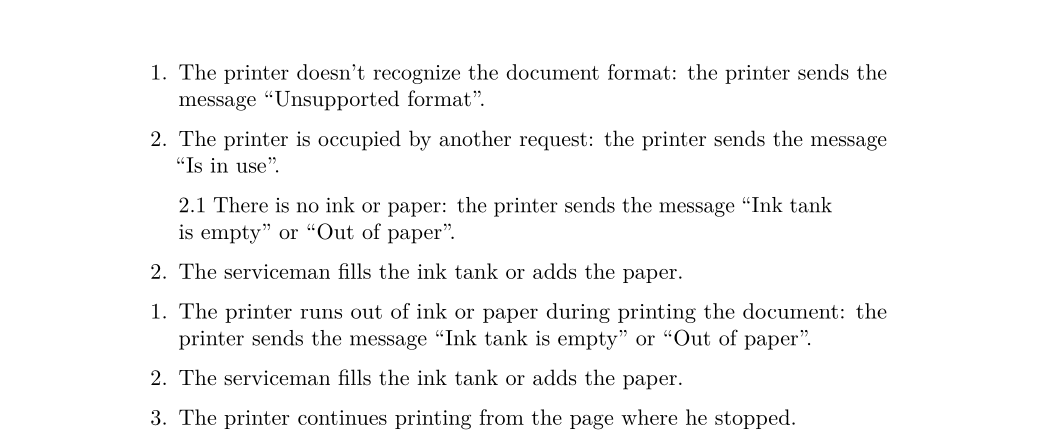 1. The printer doesn't recognize the document format: the printer sends the
message “Unsupported format”.
2. The printer is occupied by another request: the printer sends the message
“Is in use”.
2.1 There is no ink or paper: the printer sends the message “Ink tank
is empty” or “Out of paper”.
2. The serviceman fills the ink tank or adds the paper.
1. The printer runs out of ink or paper during printing the document: the
printer sends the message “Ink tank is empty” or “Out of paper”.
2. The serviceman fills the ink tank or adds the paper.
3. The printer continues printing from the page where he stopped.